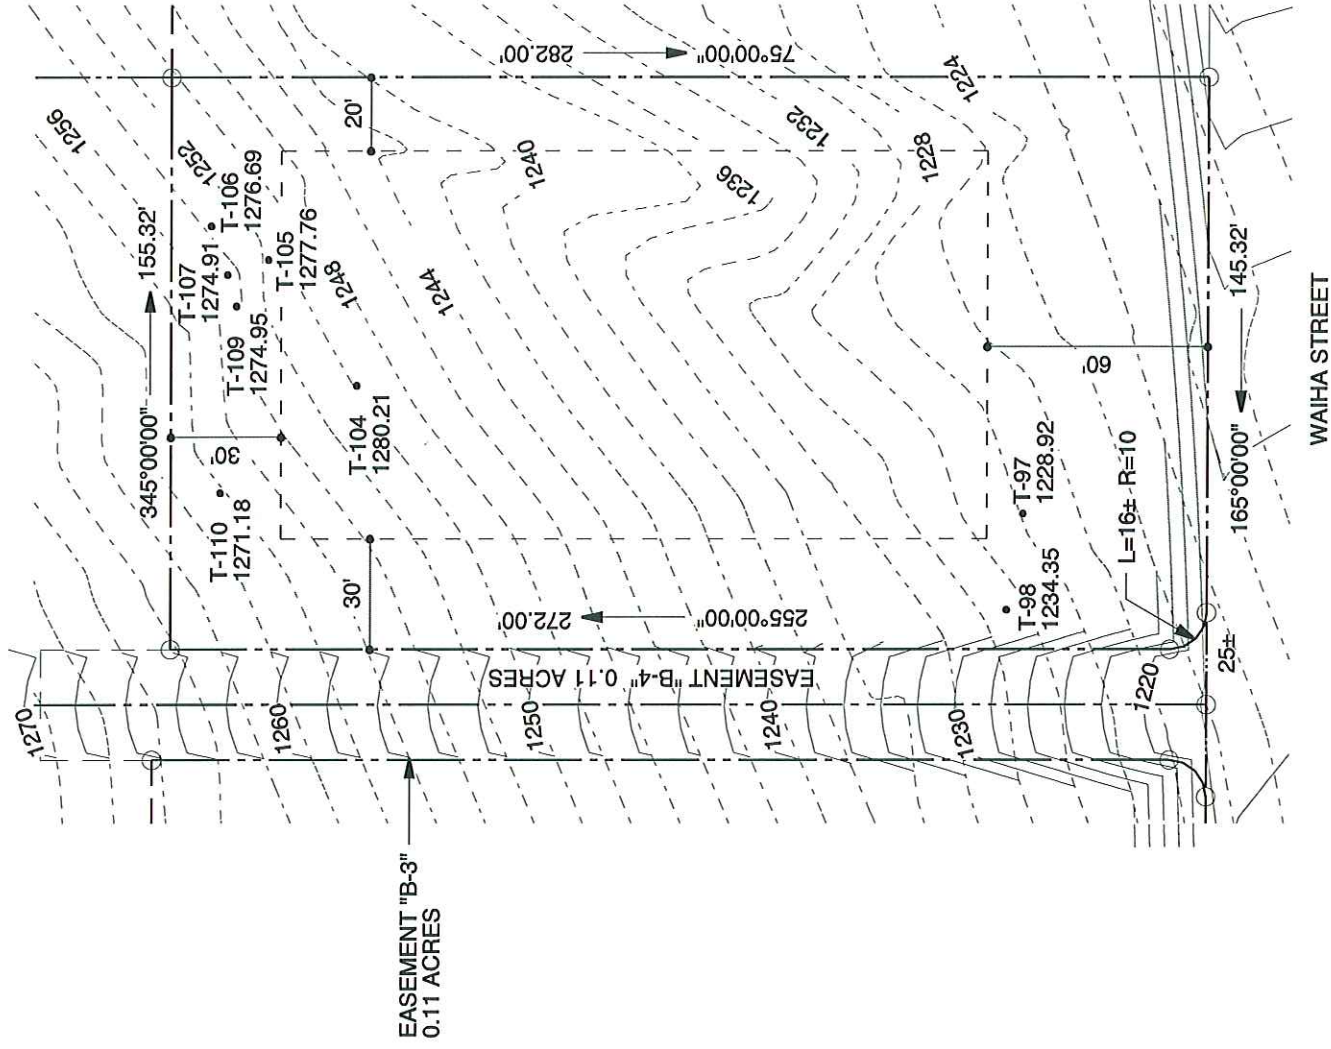 1256
1252
345°00'00"
155.32'
T-107
1274.91
T-106
1276.69
T-105
1277.76
T-109
1274.95
T-110
1271.18
T-104
1280.21
30'
30'
20'
282.00'
75°00'00"
1248
1244
1240
1236
1232
1228
1224
255°00'00"
272.00'
EASEMENT "B-4" 0.11 ACRES
1270
1260
1250
1240
1230
1220
EASEMENT "B-3"
0.11 ACRES
T-97
1228.92
T-98
1234.35
60'
L=16± R=10
25±
165°00'00"
145.32'
WAIHA STREET